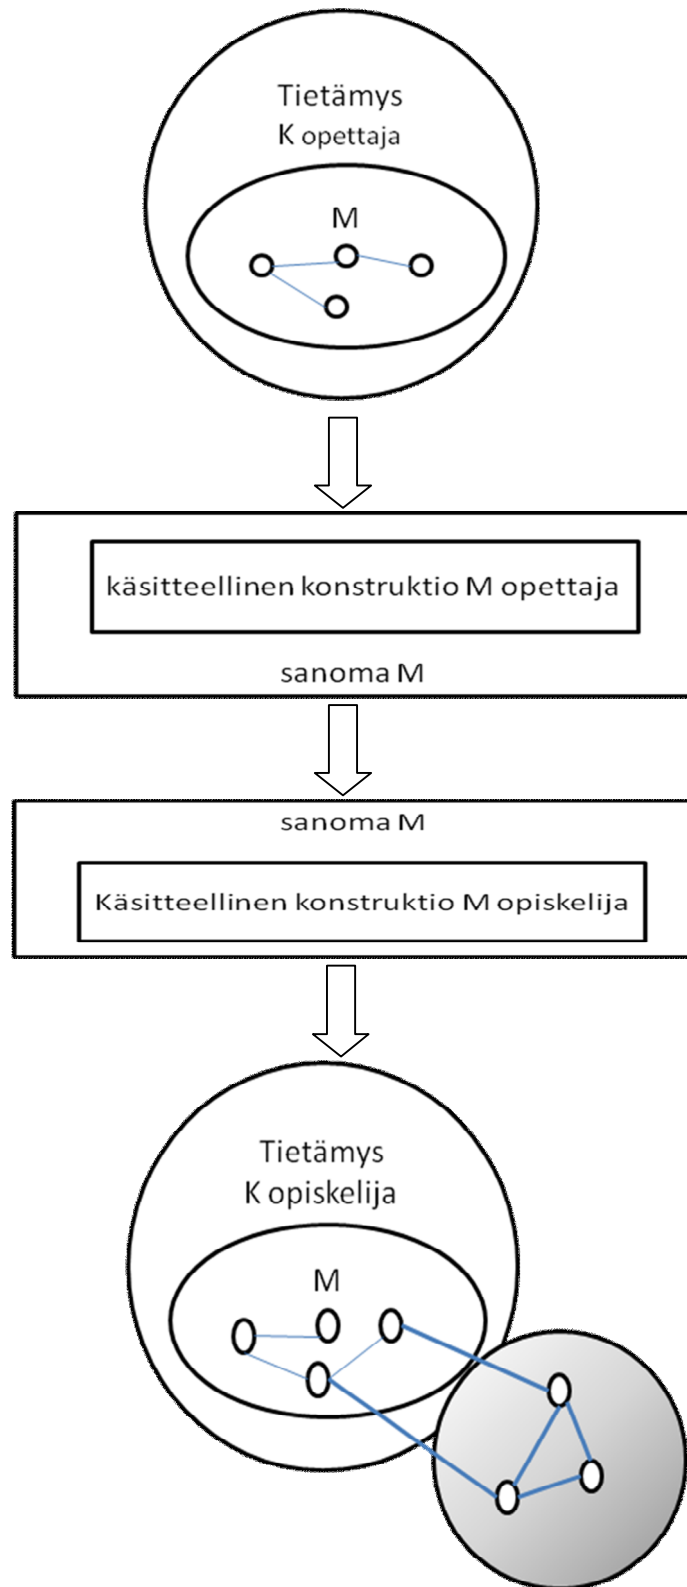 Tietämys
K opettaja
M
käsitteellinen konstruktio M opettaja
sanoma M
sanoma M
Käsitteellinen konstruktio M opiskelija
Tietämys
K opiskelija
M